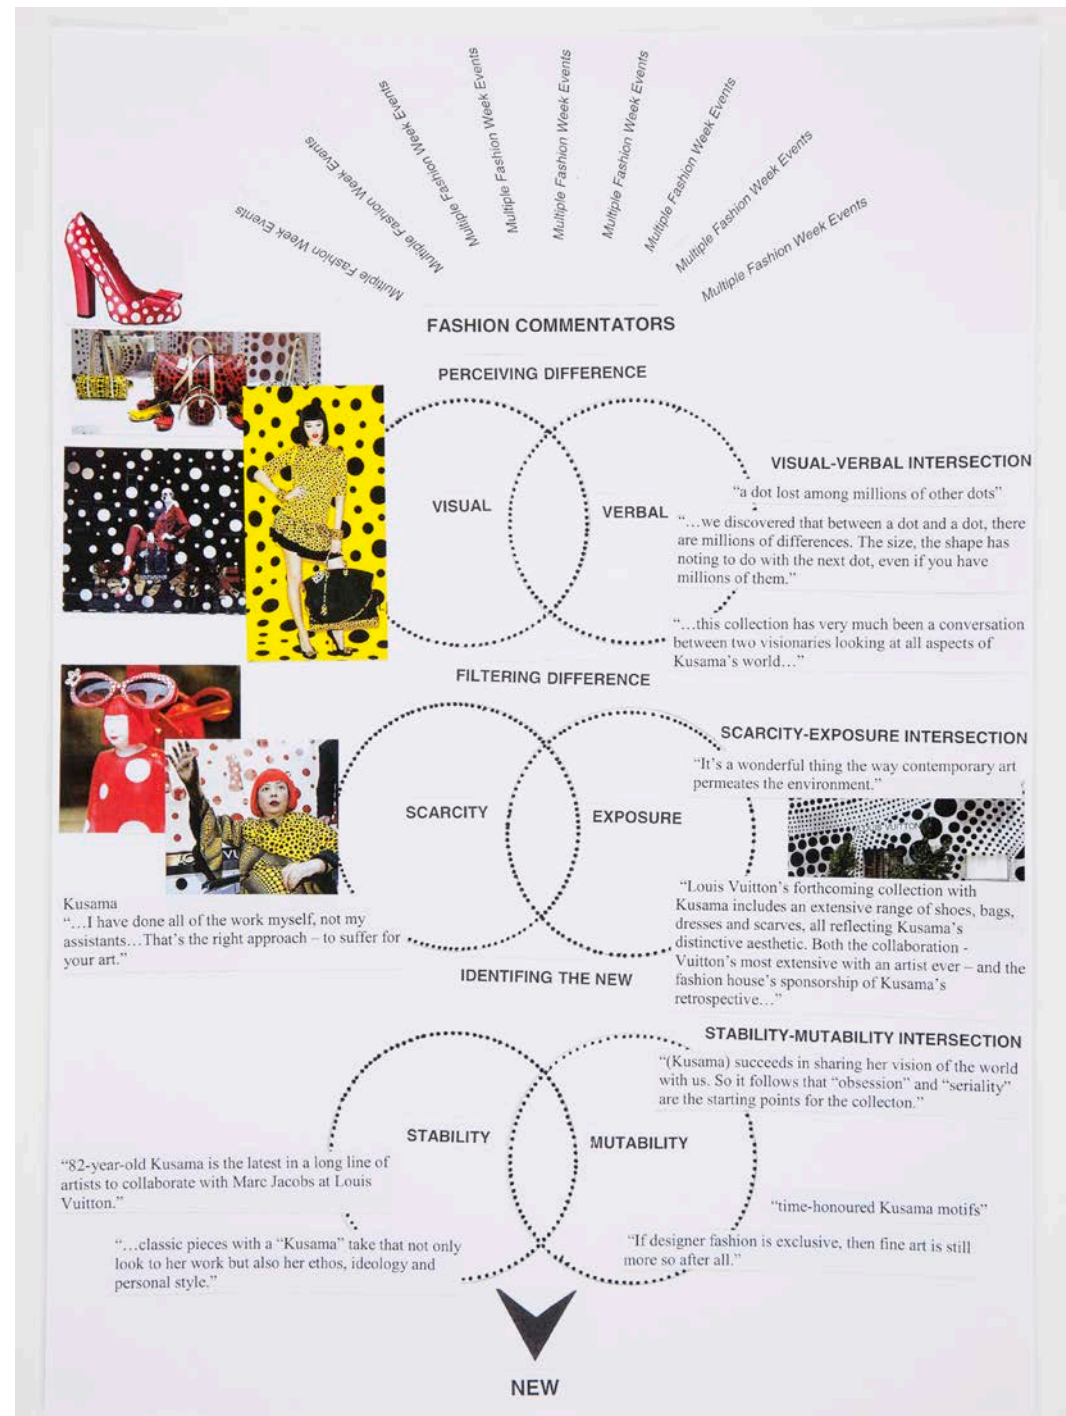 Multiple Fashion Week Events
Multiple Fashion Week Events
Multiple Fashion Week Events
Multiple Fashion Week Events
Multiple Fashion Week Events
Multiple Fashion Week Events
Multiple Fashion Week Events
Multiple Fashion Week Events
Multiple Fashion Week Events
FASHION COMMENTATORS
PERCEIVING DIFFERENCE
VISUAL
VERBAL
VISUAL-VERBAL INTERSECTION
“a dot lost among millions of other dots”
“…we discovered that between a dot and a dot, there
are millions of differences. The size, the shape has
noting to do with the next dot, even if you have
millions of them.”
“…this collection has very much been a conversation
between two visionaries looking at all aspects of
Kusama’s world…”
FILTERING DIFFERENCE
SCARCITY
EXPOSURE
SCARCITY-EXPOSURE INTERSECTION
“It’s a wonderful thing the way contemporary art
permeates the environment.”
VUITTON
“Louis Vuitton’s forthcoming collection with
Kusama includes an extensive range of shoes, bags,
dresses and scarves, all reflecting Kusama’s
distinctive aesthetic. Both the collaboration -
Vuitton’s most extensive with an artist ever – and the
fashion house’s sponsorship of Kusama’s
retrospective…”
Kusama
“…I have done all of the work myself, not my
assistants…That’s the right approach – to suffer for
your art.”
IDENTIFING THE NEW
STABILITY
MUTABILITY
STABILITY-MUTABILITY INTERSECTION
“(Kusama) succeeds in sharing her vision of the world
with us. So it follows that “obsession” and “seriality”
are the starting points for the collecton.”
“82-year-old Kusama is the latest in a long line of
artists to collaborate with Marc Jacobs at Louis
Vuitton.”
“time-honoured Kusama motifs”
“…classic pieces with a “Kusama” take that not only
look to her work but also her ethos, ideology and
personal style.”
“If designer fashion is exclusive, then fine art is still
more so after all.”
NEW